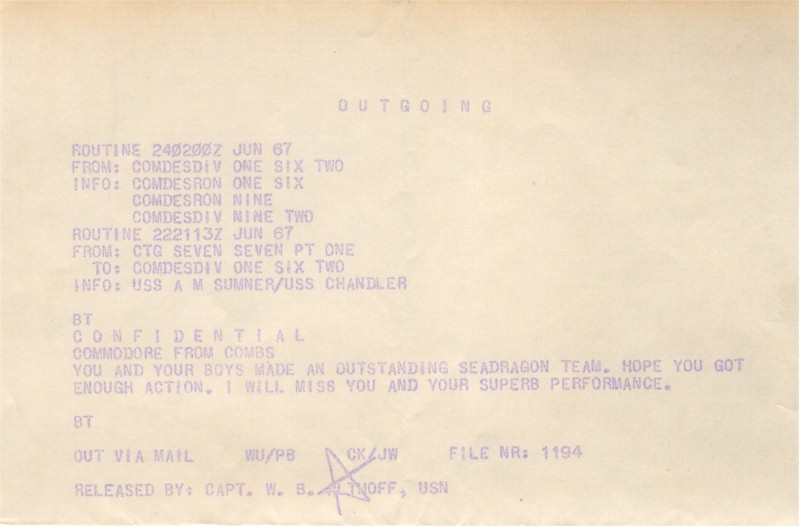 O U T G O I N G
ROUTINE 240200Z JUN 67
FROM: COMDESDIV ONE SIX TWO
INFO: COMDESRON ONE SIX
COMDESRON NINE
COMDESDIV NINE TWO
ROUTINE 222113Z JUN 67
FROM: CTG SEVEN SEVEN PT ONE
TO: COMDESDIV ONE SIX TWO
INFO: USS A M SUMNER/USS CHANDLER
BT
C O N F I D E N T I A L
COMMODORE FROM COMBS
YOU AND YOUR BOYS MADE AN OUTSTANDING SEADRAGON TEAM. HOPE YOU GOT
ENOUGH ACTION. I WILL MISS YOU AND YOUR SUPERB PERFORMANCE.
BT
OUT VIA MAIL WU/PB CK/JW FILE NR: 1194
RELEASED BY: CAPT. W. B. USN